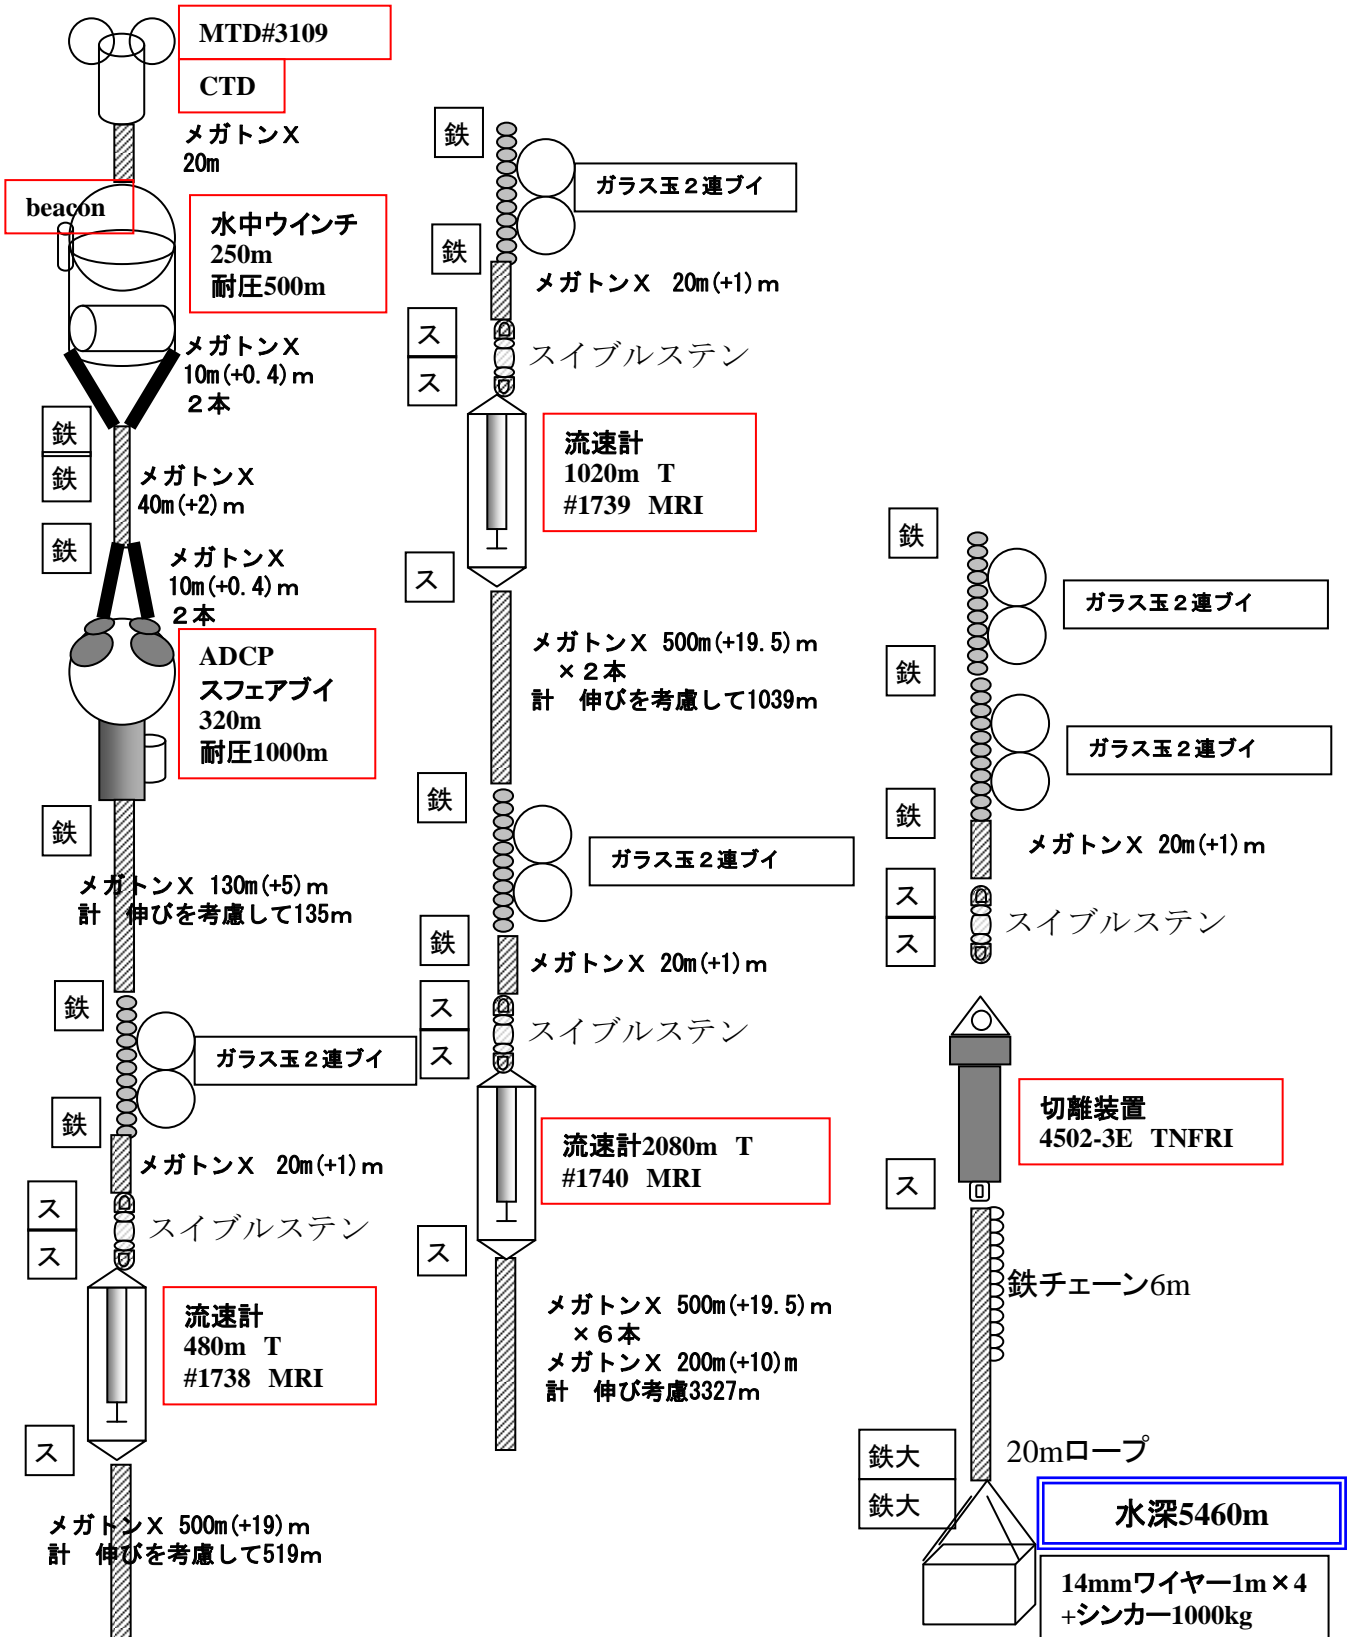 MTD#3109
CTD
メガトンX
20m
beacon
水中ウインチ
250m
耐圧500m
メガトンX
10m(+0.4)m
2本
鉄
鉄
メガトンX
40m(+2)m
鉄
メガトンX
10m(+0.4)m
2本
ADCP
スフェアブイ
320m
耐圧1000m
鉄
メガトンX 130m(+5)m
計 伸びを考慮して135m
鉄
ガラス玉2連ブイ
鉄
メガトンX 20m(+1)m
ス
ス
スイブルステン
流速計
480m T
#1738 MRI
ス
メガトンX 500m(+19)m
計 伸びを考慮して519m
鉄
ガラス玉2連ブイ
鉄
メガトンX 20m(+1)m
ス
ス
スイブルステン
流速計
1020m T
#1739 MRI
ス
メガトンX 500m(+19.5)m
×2本
計 伸びを考慮して1039m
鉄
ガラス玉2連ブイ
鉄
メガトンX 20m(+1)m
ス
ス
スイブルステン
流速計2080m T
#1740 MRI
ス
メガトンX 500m(+19.5)m
×6本
メガトンX 200m(+10)m
計 伸び考慮3327m
鉄
ガラス玉2連ブイ
鉄
ガラス玉2連ブイ
鉄
メガトンX 20m(+1)m
ス
ス
スイブルステン
切離装置
4502-3E TNFRI
ス
鉄チェーン6m
20mロープ
鉄大
鉄大
水深5460m
14mmワイヤー1m×4
+シンカー1000kg